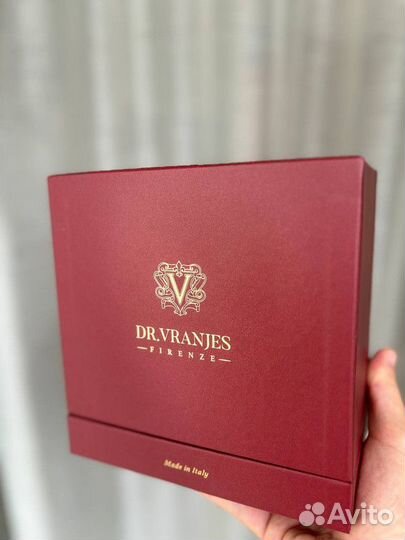 V
DR.VRANJES
FIRENZE
Made in Italy
Avito